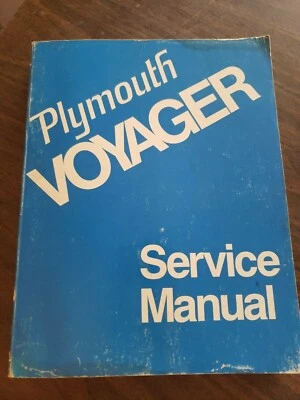 Plymouth
VOYAGER
Service
Manual